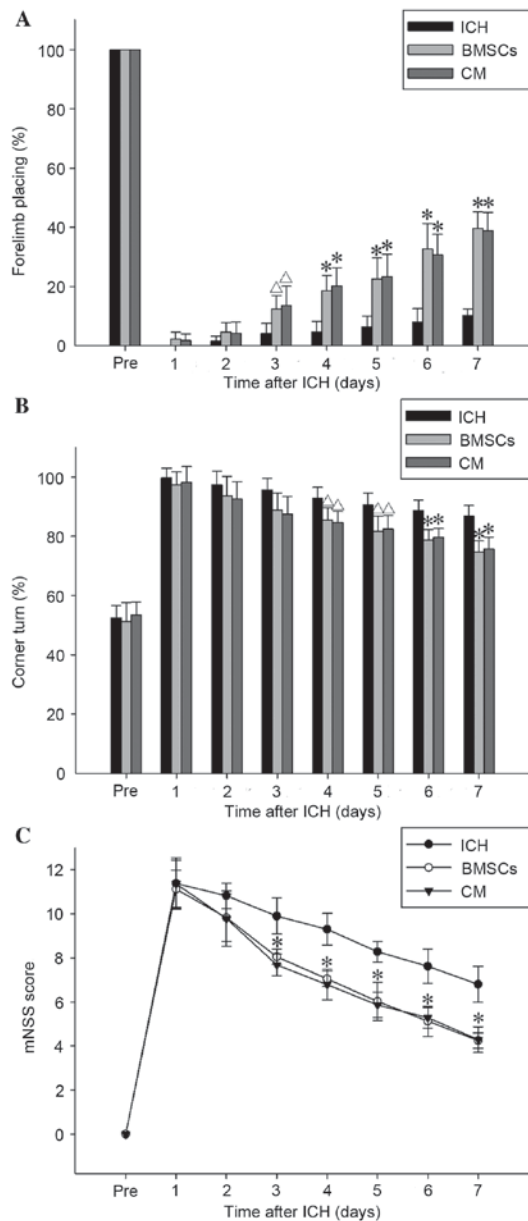 A
ICH
BMSCs
CM
Forelimb placing (%)
100
80
60
40
20
0
△ △ * * * * * * **
Pre 1 2 3 4 5 6 7
Time after ICH (days)
B
ICH
BMSCs
CM
Corner turn (%)
100
80
60
40
20
0
△△ △△ ** **
Pre 1 2 3 4 5 6 7
Time after ICH (days)
C
ICH
BMSCs
CM
mNSS score
12
10
8
6
4
2
0
* * * * *
Pre 1 2 3 4 5 6 7
Time after ICH (days)